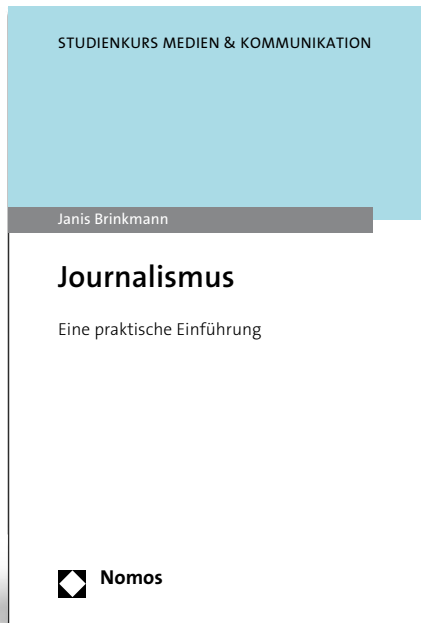 STUDIENKURS MEDIEN & KOMMUNIKATION
Janis Brinkmann
Journalismus
Eine praktische Einführung
Nomos